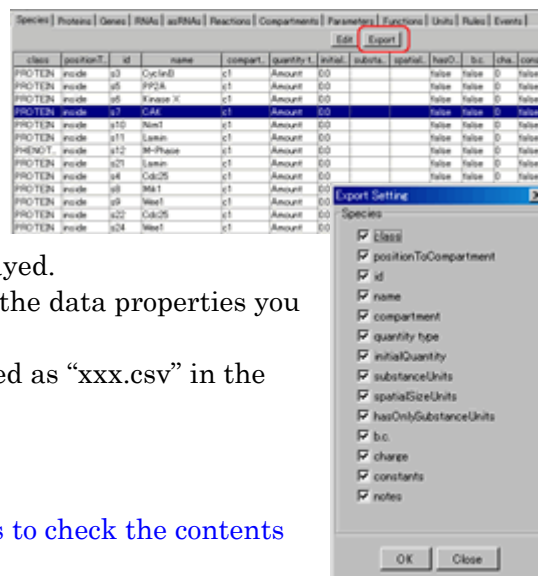 Species | Proteins | Genes | RNAs | asRNAs | Reactions | Compartments | Parameters | Functions | Units | Rules | Events |
Edit Export
class positionT... id name compart... quantity t... initial... substa... spatial... hasO... b.c. cha... cons
PROTEIN inside s3 CyclinB c1 Amount 0.0 false false 0 false
PROTEIN inside s5 PP2A c1 Amount 0.0 false false 0 false
PROTEIN inside s6 Kinase X c1 Amount 0.0 false false 0 false
PROTEIN inside s7 CAK c1 Amount 0.0 false false 0 false
PROTEIN inside s10 Nim1 c1 Amount 0.0 false false 0 false
PROTEIN inside s11 Lamin c1 Amount 0.0 false false 0 false
PHENOT... inside s12 M-Phase c1 Amount 0.0 false false 0 false
PROTEIN inside s21 Lamin c1 Amount 0.0 false false 0 false
PROTEIN inside s4 Cdc25 c1 Amount 0.0 false false 0 false
PROTEIN inside s8 c1 Amount 0.0
PROTEIN inside s9 Wee1 c1 Amount 0.0
PROTEIN inside s22 Cdc25 c1 Amount 0.0
PROTEIN inside s24 Wee1 c1 Amount 0.0
Export Setting
Species
class
positionToCompartment
id
name
compartment
quantity type
initialQuantity
substanceUnits
spatialSizeUnits
hasOnlySubstanceUnits
b.c.
charge
constants
notes
OK Close
yed.
the data properties you
ed as “xxx.csv” in the
s to check the contents